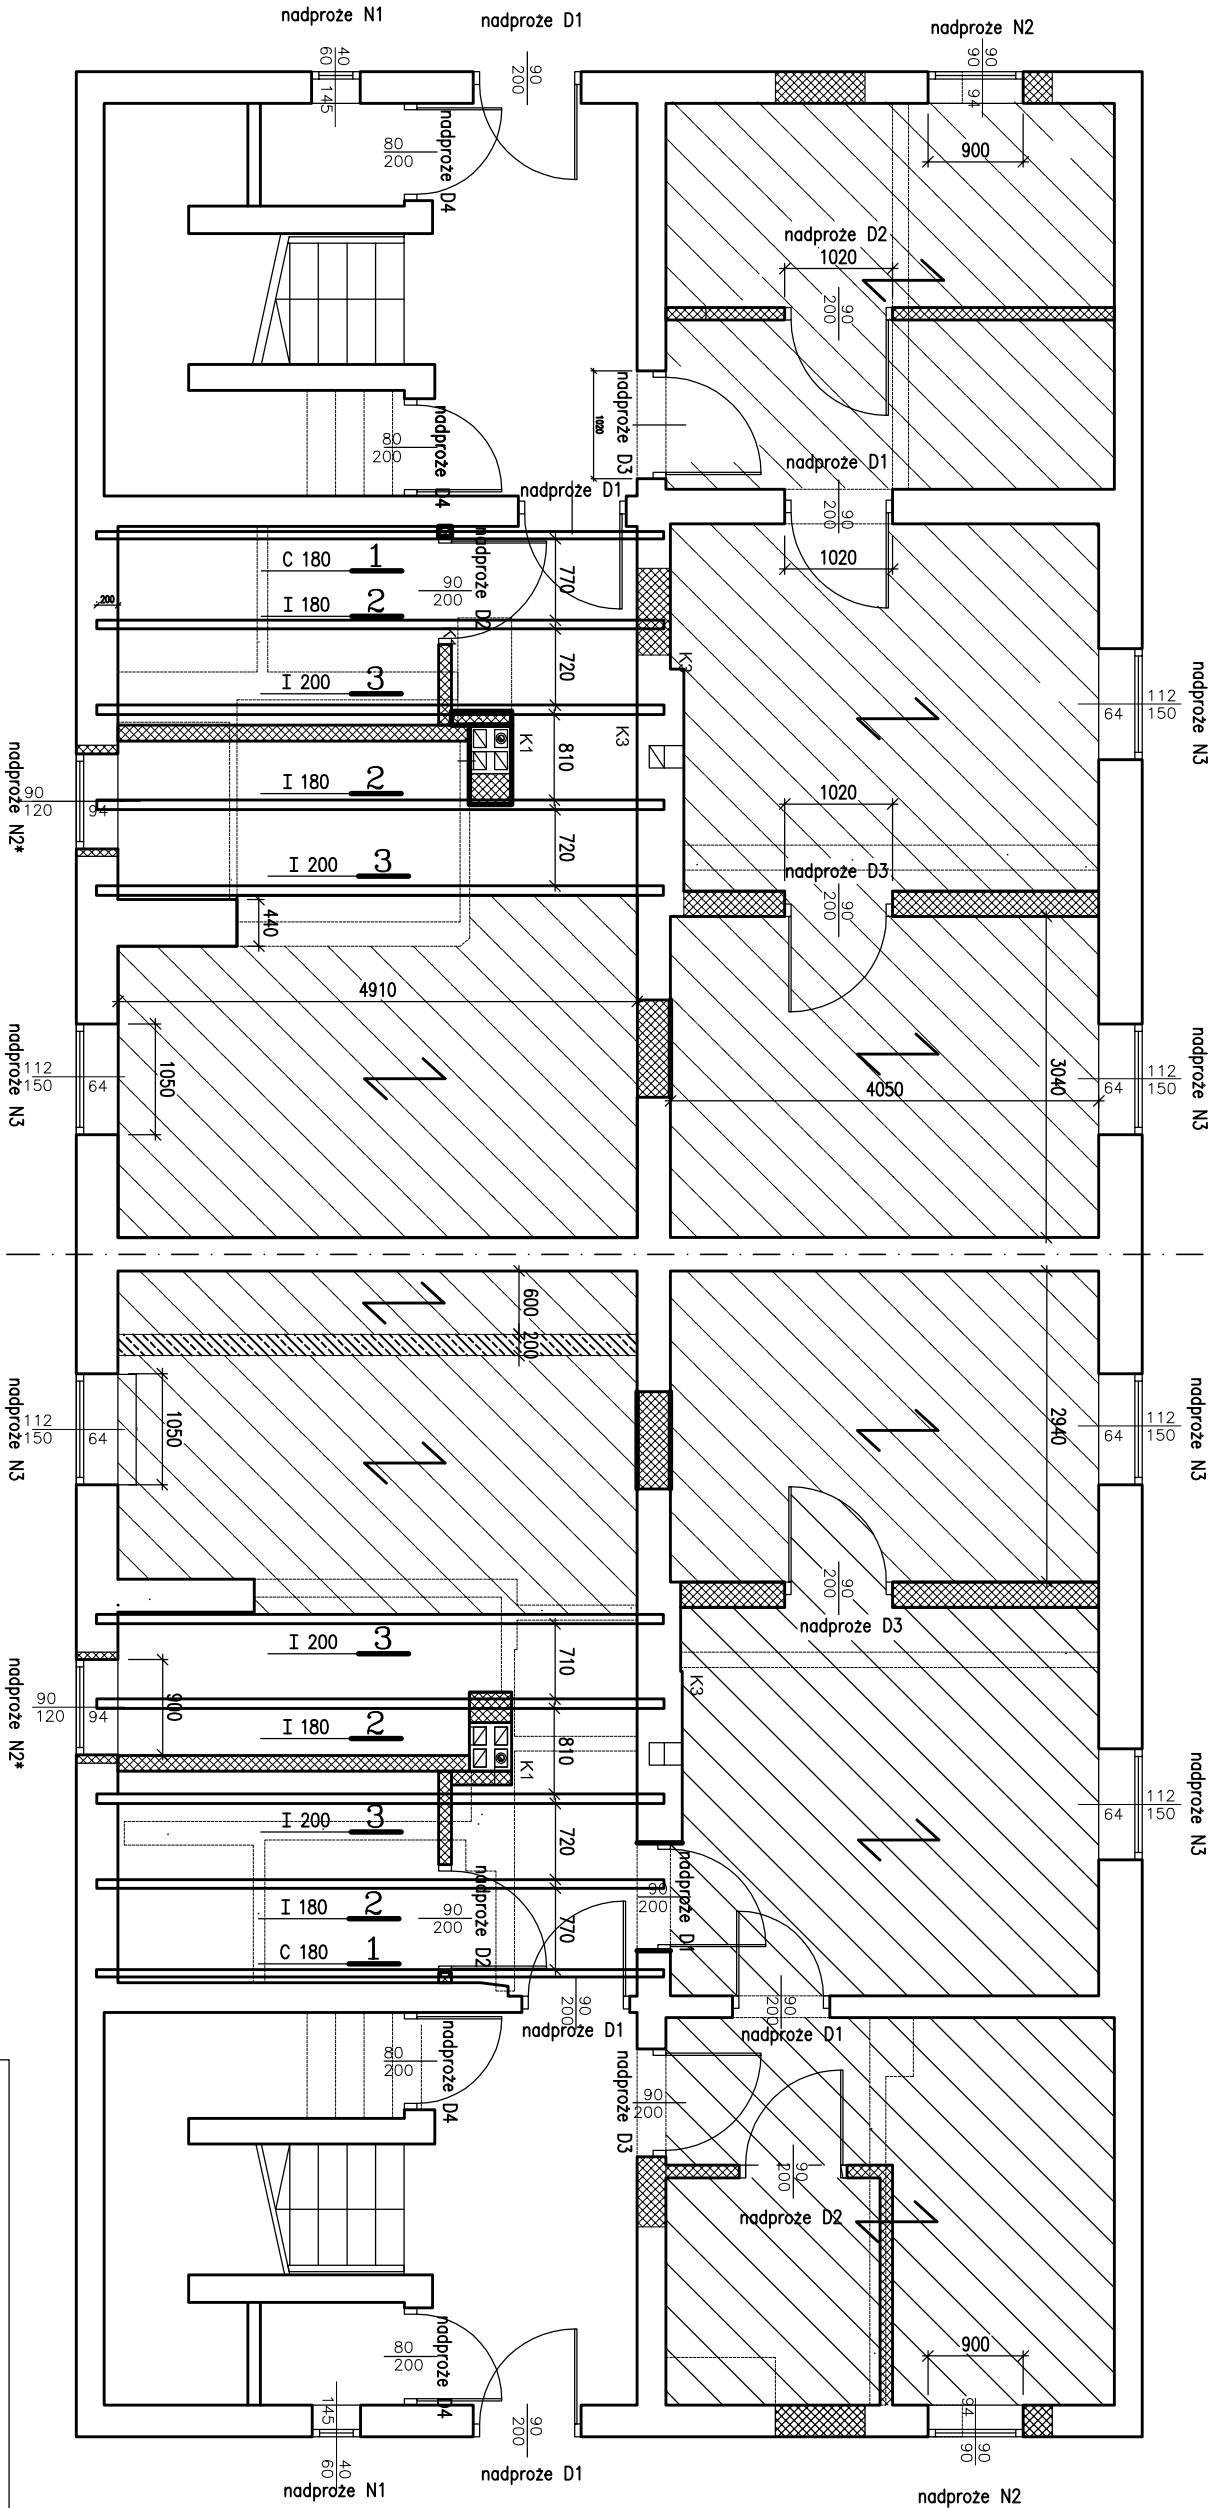 nadproże N1
nadproże D1
nadproże N2
40
60
145
90
200
90
90
94
80
200
nadproże D4
900
nadproże D2
1020
90
200
nadproże D3
1020
80
200
nadproże D4
nadproże D1
nadproże D1
90
200
1020
C 180 1
90
200
nadproże D2
770
200
I 180 2
720
I 200 3
K3
K3
K1
112
150
64
nadproże N3
810
I 180 2
90
120
94
nadproże N2*
1020
720
I 200 3
nadproże D3
90
200
440
4910
3040
4050
1050
112
150
64
nadproże N3
112
150
64
nadproże N3
600
200
2940
1050
112
150
64
nadproże N3
112
150
64
nadproże N3
90
200
nadproże D3
710
I 200 3
K3
900
90
120
94
nadproże N2*
I 180 2
810
K1
112
150
64
nadproże N3
I 200 3
720
90
200
nadproże D1
nadproże D2
90
200
I 180 2
770
C 180 1
90
200
nadproże D1
90
200
nadproże D1
80
200
nadproże D4
90
200
nadproże D3
90
200
nadproże D2
80
200
nadproże D4
900
145
40
60
nadproże N1
90
200
nadproże D1
94
90
90
nadproże N2